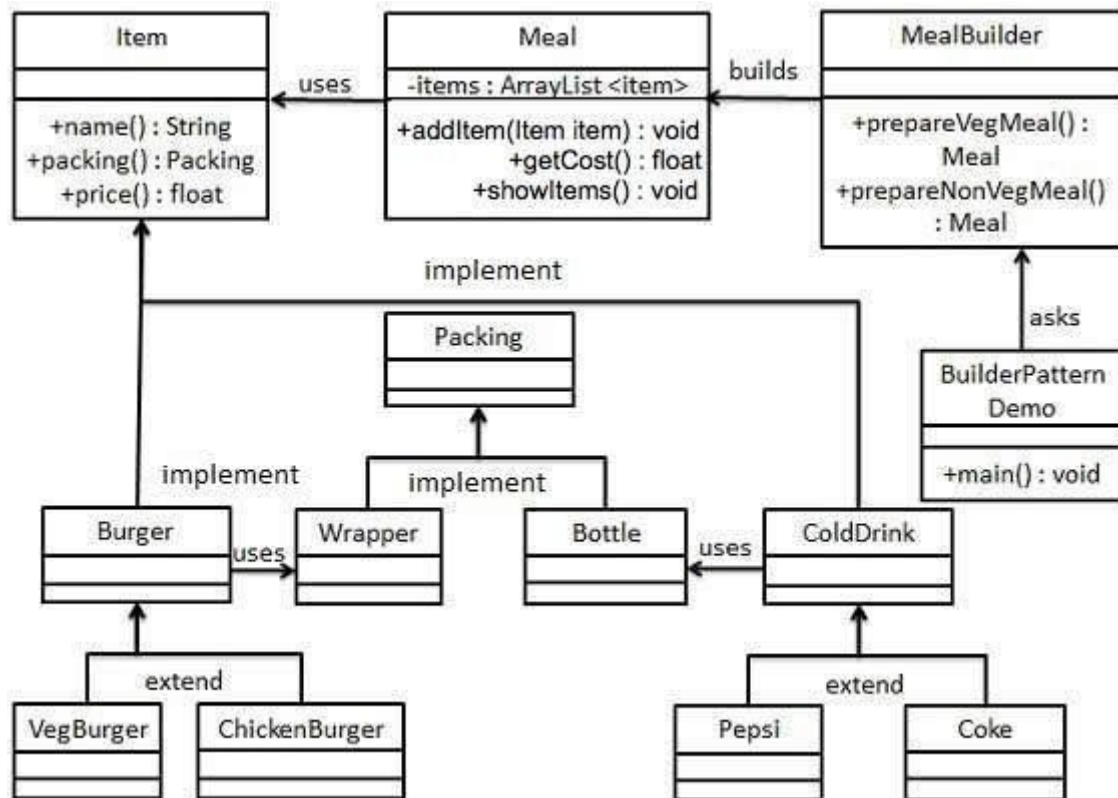 Item
+name() : String
+packing() : Packing
+price() : float
uses
Meal
-items : ArrayList <item>
+addItem(Item item) : void
+getCost() : float
+showItems() : void
builds
MealBuilder
+prepareVegMeal() :
Meal
+prepareNonVegMeal()
: Meal
implement
asks
Packing
BuilderPattern
Demo
+main() : void
implement
implement
Burger
uses
Wrapper
Bottle
uses
ColdDrink
extend
extend
VegBurger
ChickenBurger
Pepsi
Coke